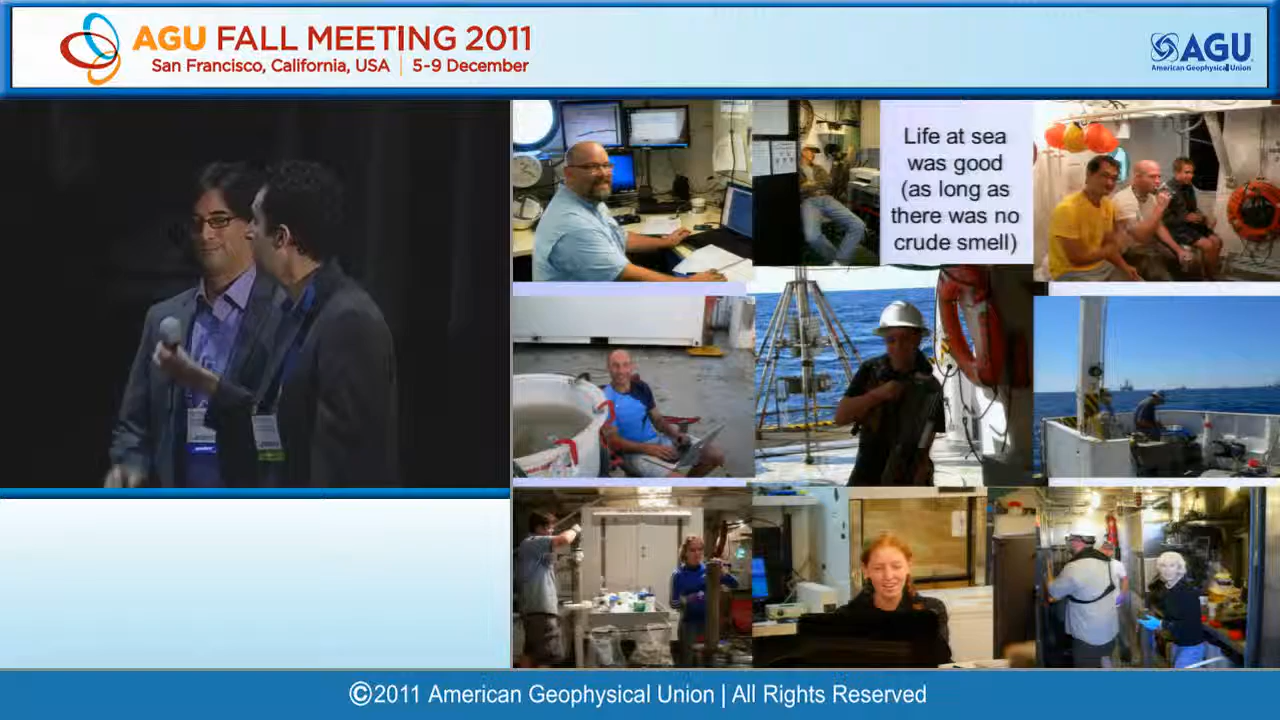 AGU FALL MEETING 2011
San Francisco, California, USA | 5-9 December
AGU
American Geophysical Union
Life at sea
was good
(as long as
there was no
crude smell)
©2011 American Geophysical Union | All Rights Reserved